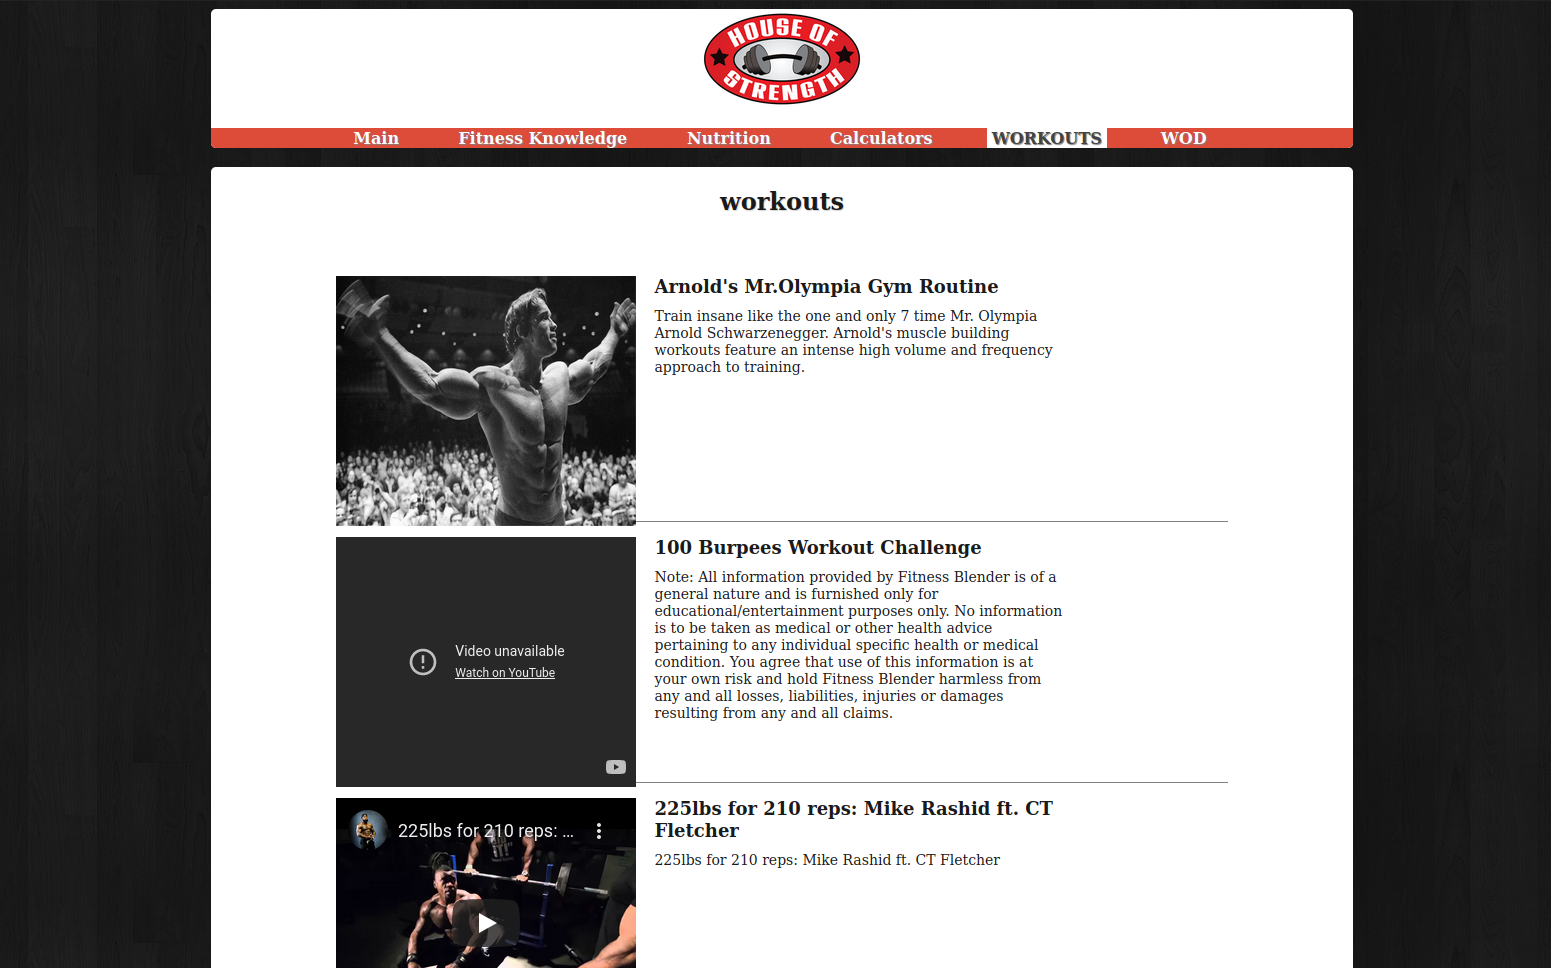 HOUSE OF
STRENGTH
Main Fitness Knowledge Nutrition Calculators WORKOUTS WOD
workouts
Arnold's Mr.Olympia Gym Routine
Train insane like the one and only 7 time Mr. Olympia
Arnold Schwarzenegger. Arnold's muscle building
workouts feature an intense high volume and frequency
approach to training.
100 Burpees Workout Challenge
Note: All information provided by Fitness Blender is of a
general nature and is furnished only for
educational/entertainment purposes only. No information
is to be taken as medical or other health advice
pertaining to any individual specific health or medical
condition. You agree that use of this information is at
your own risk and hold Fitness Blender harmless from
any and all losses, liabilities, injuries or damages
resulting from any and all claims.
Video unavailable
Watch on YouTube
225lbs for 210 reps: Mike Rashid ft. CT
Fletcher
225lbs for 210 reps: Mike Rashid ft. CT Fletcher
225lbs for 210 reps: ...